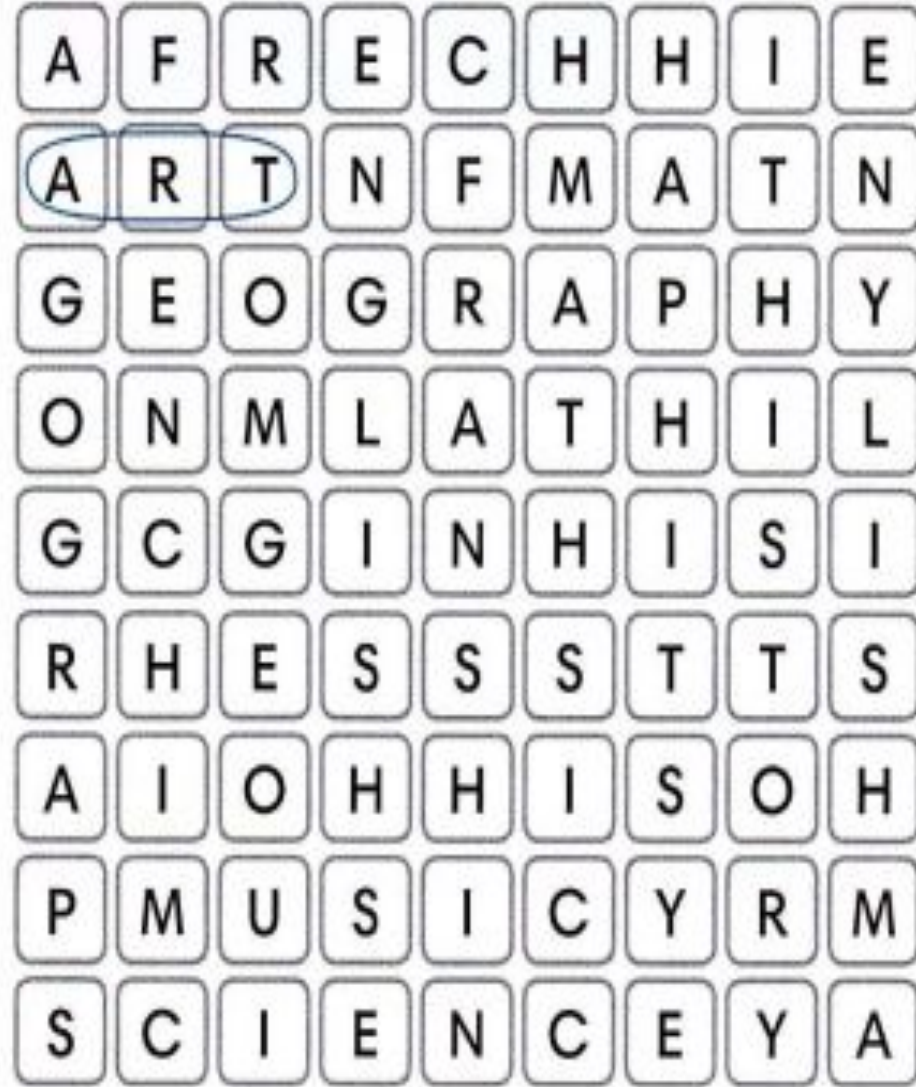 A F R E C H H I E
A R T N F M A T N
G E O G R A P H Y
O N M L A T H I L
G C G I N H I S I
R H E S S S T T S
A I O H H I S O H
P M U S I C Y R M
S C I E N C E Y A